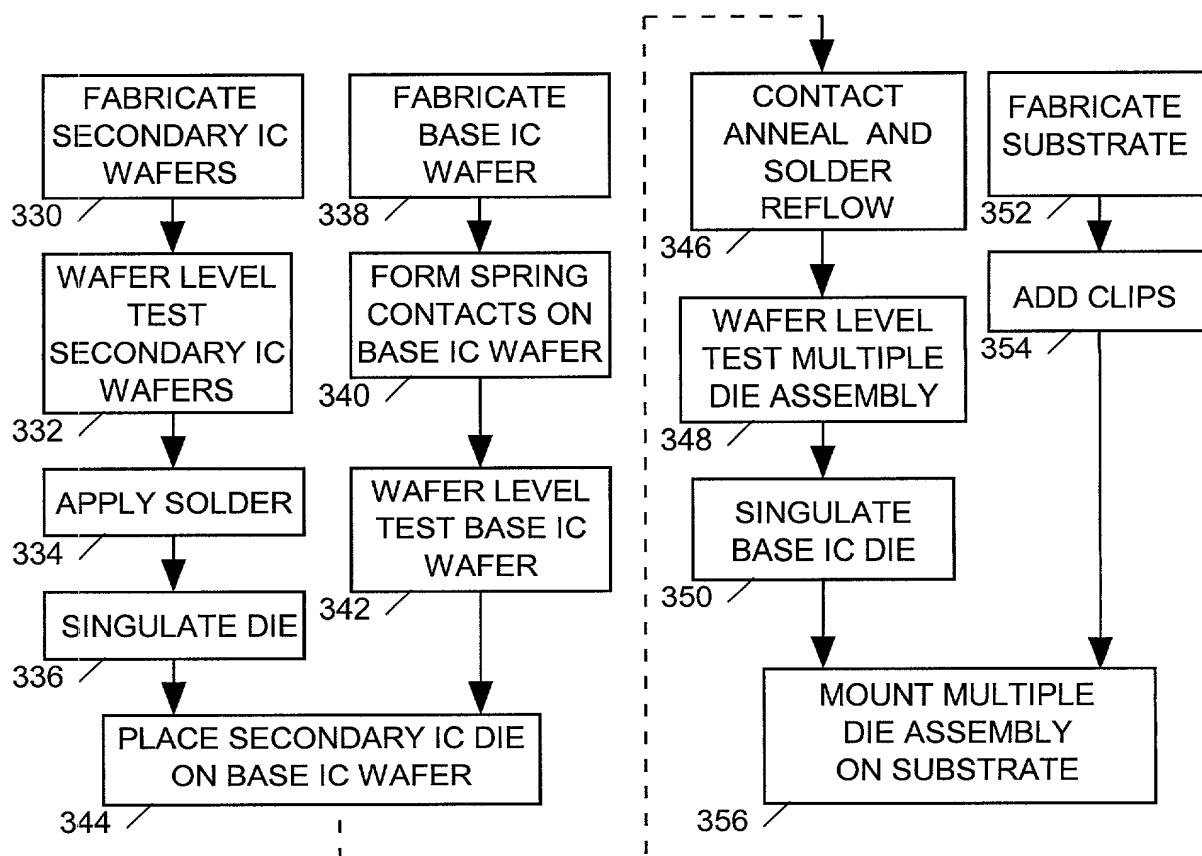 FABRICATE
SECONDARY IC
WAFERS
330
WAFER LEVEL
TEST
SECONDARY IC
WAFERS
332
APPLY SOLDER
334
SINGULATE DIE
336
FABRICATE
BASE IC
WAFER
338
FORM SPRING
CONTACTS ON
BASE IC WAFER
340
WAFER LEVEL
TEST BASE IC
WAFER
342
PLACE SECONDARY IC DIE
ON BASE IC WAFER
344
CONTACT
ANNEAL AND
SOLDER
REFLOW
346
WAFER LEVEL
TEST MULTIPLE
DIE ASSEMBLY
348
SINGULATE
BASE IC DIE
350
FABRICATE
SUBSTRATE
352
ADD CLIPS
354
MOUNT MULTIPLE
DIE ASSEMBLY
ON SUBSTRATE
356